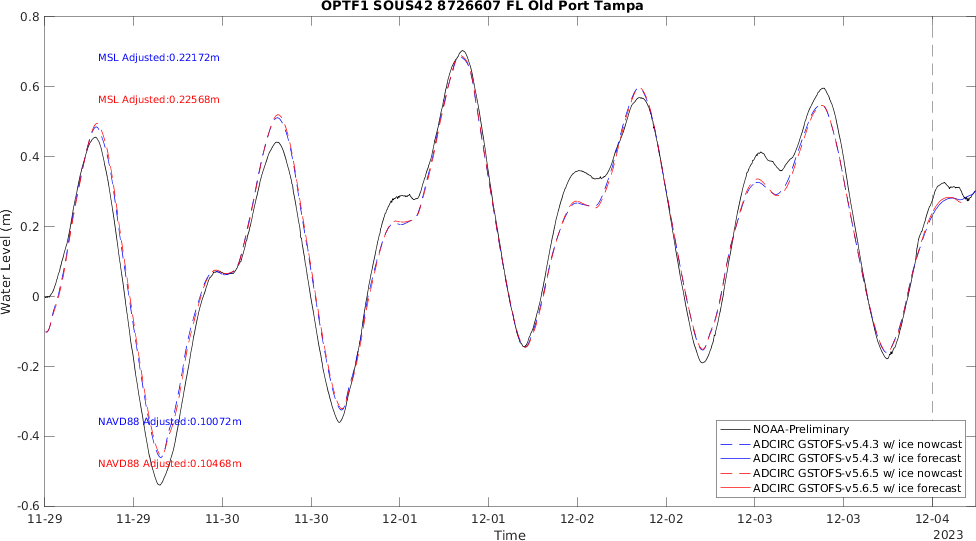 OPTF1 SOUS42 8726607 FL Old Port Tampa
0.8
MSL Adjusted:0.22172m
0.6
MSL Adjusted:0.22568m
0.4
0.2
Water Level (m)
0
-0.2
NAVD88 Adjusted:0.10072m
-0.4
NAVD88 Adjusted:0.10468m
-0.6
NOAA-Preliminary
ADCIRC GSTOFS-v5.4.3 w/ ice nowcast
ADCIRC GSTOFS-v5.4.3 w/ ice forecast
ADCIRC GSTOFS-v5.6.5 w/ ice nowcast
ADCIRC GSTOFS-v5.6.5 w/ ice forecast
11-29 11-29 11-30 11-30 12-01 12-01 12-02 12-02 12-03 12-03 12-04
2023
Time